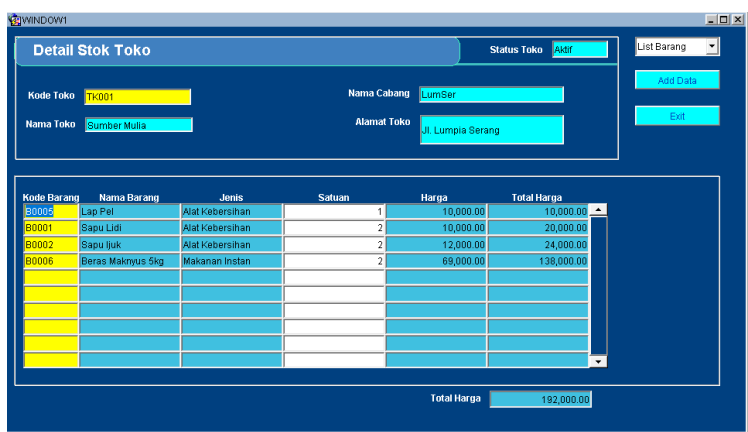 WINDOW1
Detail Stok Toko
Status Toko Aktif
List Barang
Add Data
Exit
Kode Toko TK001
Nama Cabang LumSer
Nama Toko Sumber Mulia
Alamat Toko Jl. Lumpia Serang
Kode Barang Nama Barang Jenis Satuan Harga Total Harga
B0005 Lap Pel Alat Kebersihan 1 10,000.00 10,000.00
B0001 Sapu Lidi Alat Kebersihan 2 10,000.00 20,000.00
B0002 Sapu Ijuk Alat Kebersihan 2 12,000.00 24,000.00
B0006 Beras Maknyus 5kg Makanan Instan 2 69,000.00 138,000.00
Total Harga 192,000.00